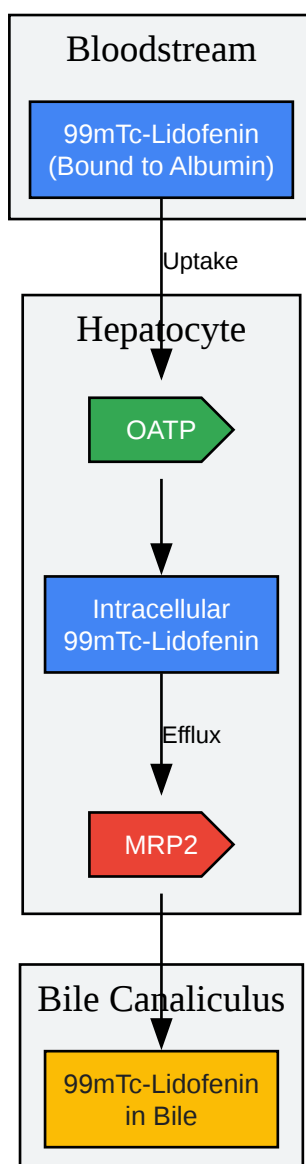 Bloodstream
99mTc-Lidofenin
(Bound to Albumin)
Uptake
Hepatocyte
OATP
Intracellular
99mTc-Lidofenin
Efflux
MRP2
Bile Canaliculus
99mTc-Lidofenin
in Bile